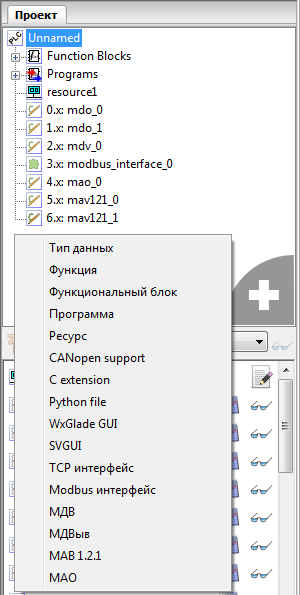 Проект
PLC Unnamed
Function Blocks
Programs
resource1
0.x: mdo_0
1.x: mdo_1
2.x: mdv_0
3.x: modbus_interface_0
4.x: mao_0
5.x: mav121_0
6.x: mav121_1
Тип данных
Функция
Функциональный блок
Программа
Ресурс
CANopen support
C extension
Python file
WxGlade GUI
SVGUI
TCP интерфейс
Modbus интерфейс
МДВ
МДВыв
МАВ 1.2.1
МАО